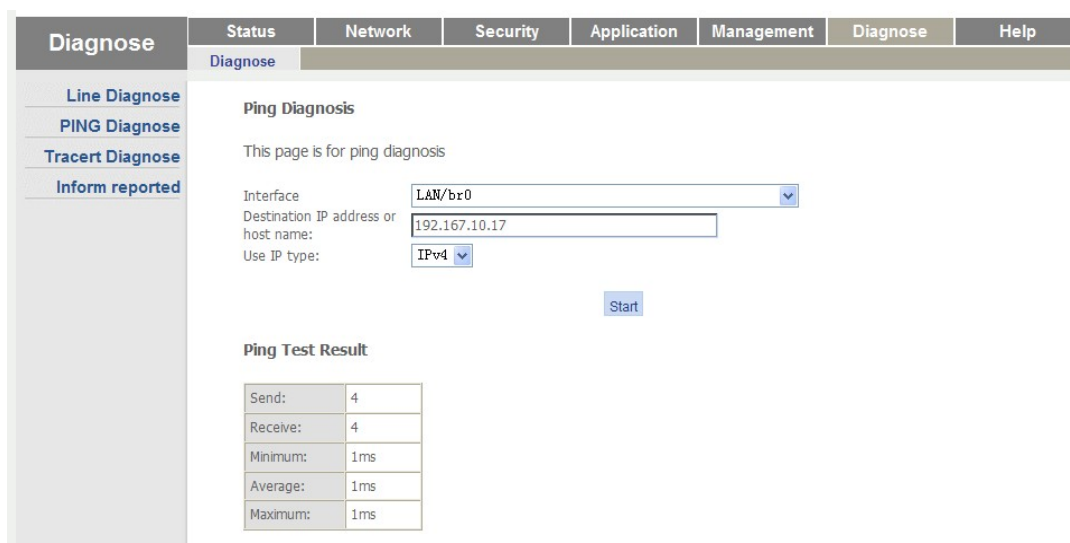 Diagnose
Status Network Security Application Management Diagnose Help
Diagnose
Line Diagnose
PING Diagnose
Tracert Diagnose
Inform reported
Ping Diagnosis
This page is for ping diagnosis
Interface LAN/br0
Destination IP address or
host name: 192.167.10.17
Use IP type: IPv4
Start
Ping Test Result
Send: 4
Receive: 4
Minimum: 1ms
Average: 1ms
Maximum: 1ms